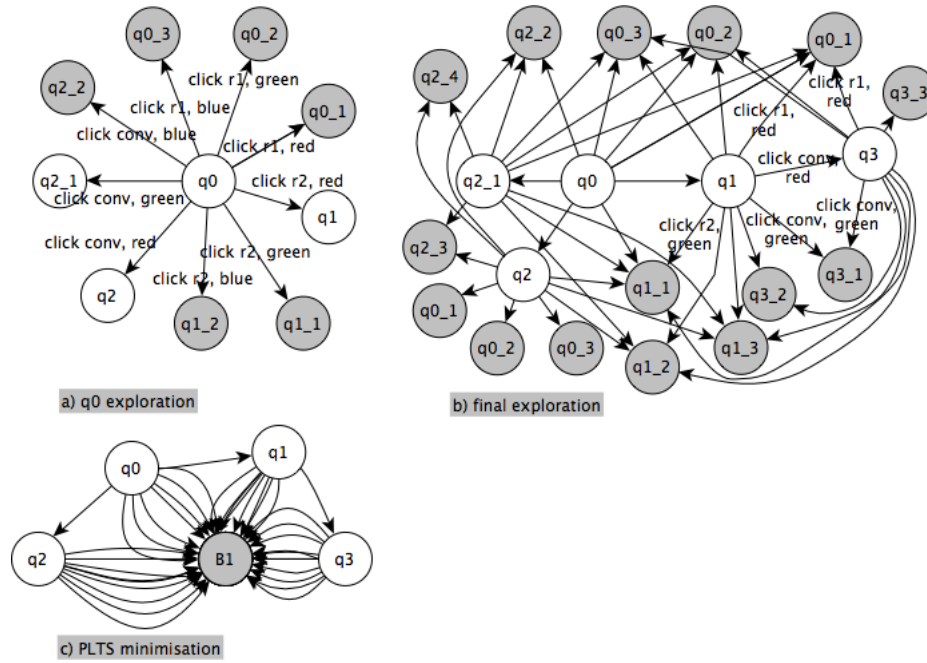 q0_3
q0_2
q2_2
click r1, green
click r1, blue
q0_1
click conv, blue
click r1, red
q0
click r2, red
q2_1
click conv, green
q1
click conv, red
click r2, green
click r2, blue
q2
q1_2
q1_1
a) q0 exploration
q2_2
q0_3
q0_2
q0_1
q2_4
click r1,
red
q3_3
click r1,
red
click conv,
red
q3
q2_1
q0
q1
click r2,
green
click conv,
green
click conv,
green
q2_3
q2
q1_1
q3_2
q3_1
q0_1
q0_2
q0_3
q1_2
q1_3
b) final exploration
q0
q1
q2
B1
q3
c) PLTS minimisation